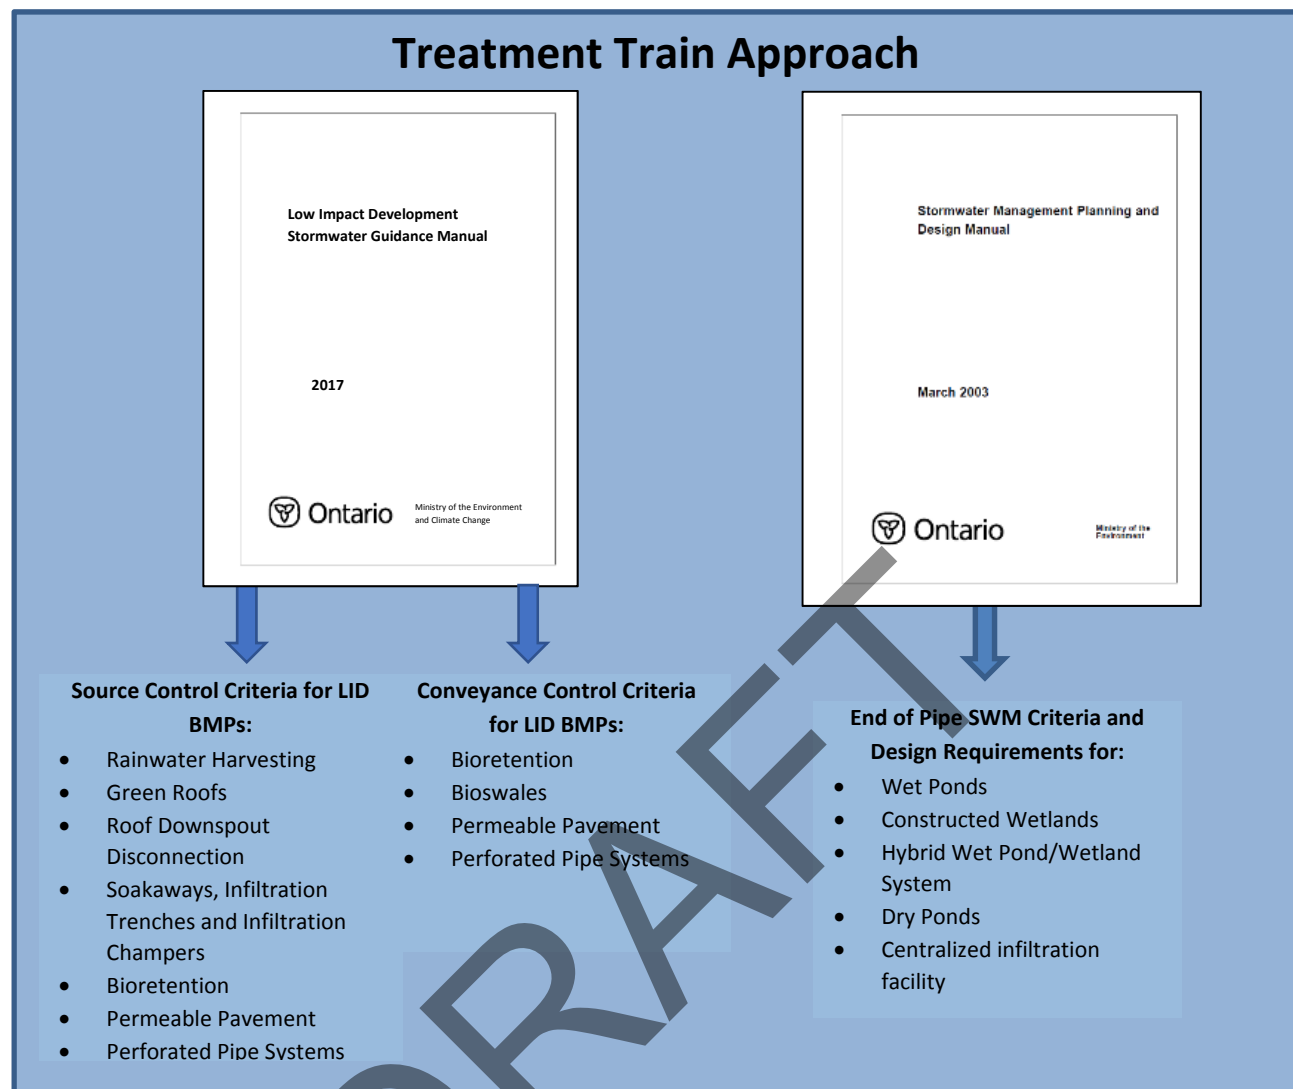 Treatment Train Approach
Low Impact Development
Stormwater Guidance Manual
2017
Ontario
Ministry of the Environment
and Climate Change
Stormwater Management Planning and
Design Manual
March 2003
Ontario
Ministry of the
Environment
Source Control Criteria for LID
BMPs:
• Rainwater Harvesting
• Green Roofs
• Roof Downspout
Disconnection
• Soakaways, Infiltration
Trenches and Infiltration
Champers
• Bioretention
• Permeable Pavement
• Perforated Pipe Systems
Conveyance Control Criteria
for LID BMPs:
• Bioretention
• Bioswales
• Permeable Pavement
• Perforated Pipe Systems
End of Pipe SWM Criteria and
Design Requirements for:
• Wet Ponds
• Constructed Wetlands
• Hybrid Wet Pond/Wetland
System
• Dry Ponds
• Centralized infiltration
facility
DRAFT